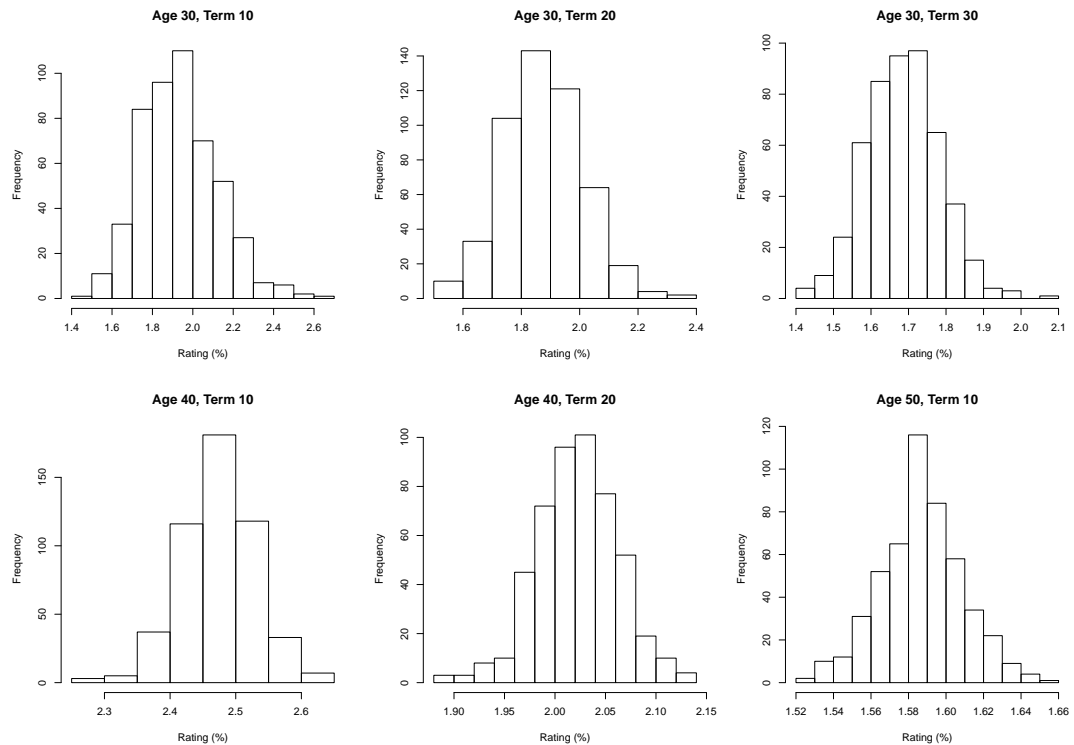 Age 30, Term 10
Frequency
0 20 40 60 80 100
1.4 1.6 1.8 2.0 2.2 2.4 2.6
Rating (%)
Age 30, Term 20
Frequency
0 20 40 60 80 100 120 140
1.6 1.8 2.0 2.2 2.4
Rating (%)
Age 30, Term 30
Frequency
0 20 40 60 80 100
1.4 1.5 1.6 1.7 1.8 1.9 2.0 2.1
Rating (%)
Age 40, Term 10
Frequency
0 50 100 150
2.3 2.4 2.5 2.6
Rating (%)
Age 40, Term 20
Frequency
0 20 40 60 80 100
1.90 1.95 2.00 2.05 2.10 2.15
Rating (%)
Age 50, Term 10
Frequency
0 20 40 60 80 100 120
1.52 1.54 1.56 1.58 1.60 1.62 1.64 1.66
Rating (%)